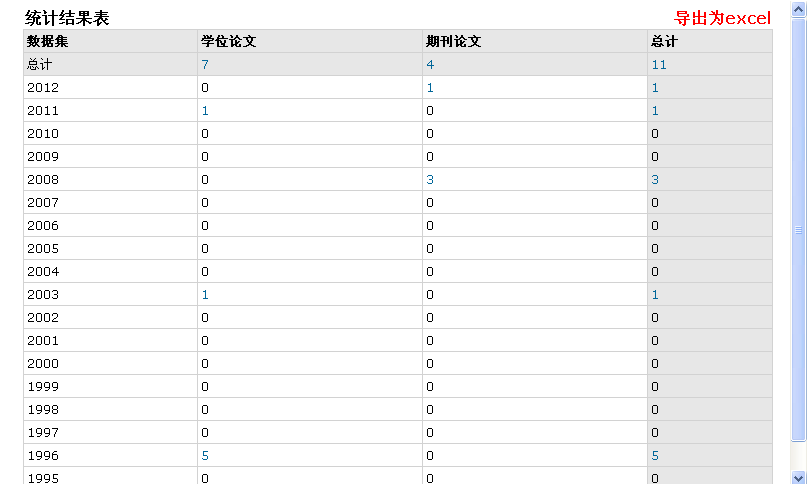 统计结果表 导出为excel
数据集 学位论文 期刊论文 总计
总计 7 4 11
2012 0 1 1
2011 1 0 1
2010 0 0 0
2009 0 0 0
2008 0 3 3
2007 0 0 0
2006 0 0 0
2005 0 0 0
2004 0 0 0
2003 1 0 1
2002 0 0 0
2001 0 0 0
2000 0 0 0
1999 0 0 0
1998 0 0 0
1997 0 0 0
1996 5 0 5
1995 0 0 0